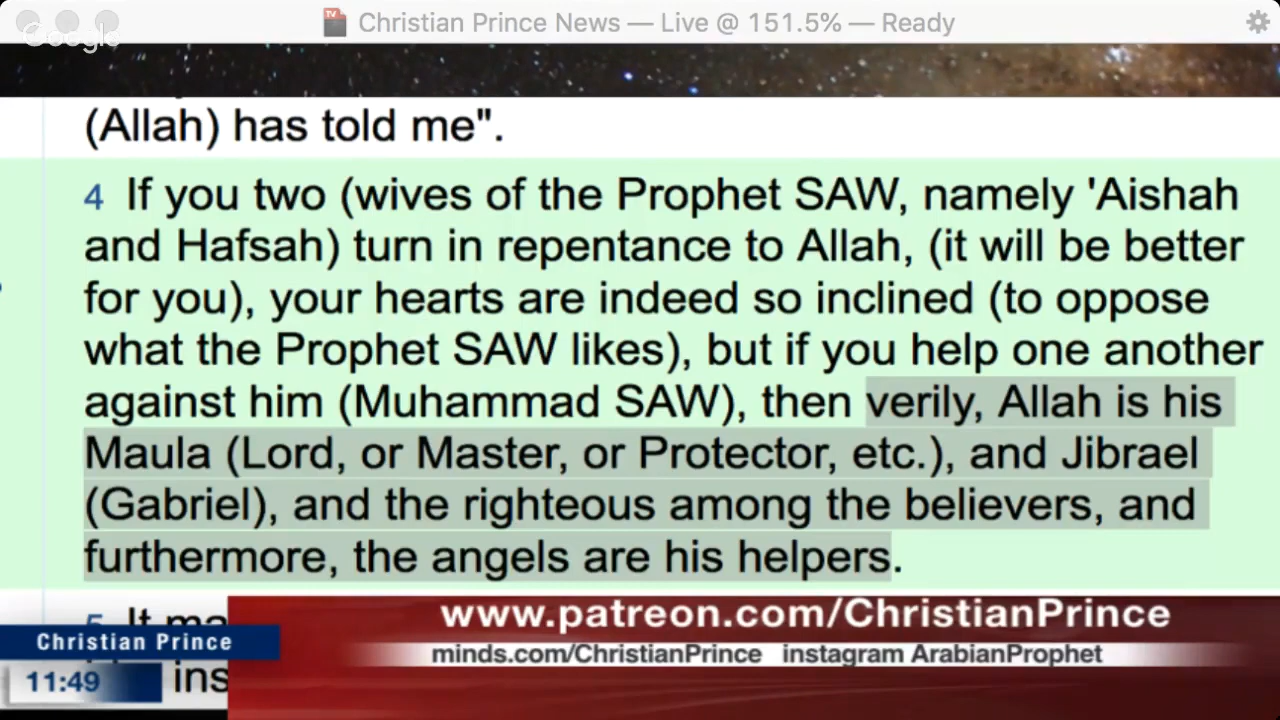 Christian Prince News — Live @ 151.5% — Ready
Google
(Allah) has told me".
4 If you two (wives of the Prophet SAW, namely 'Aishah
and Hafsah) turn in repentance to Allah, (it will be better
for you), your hearts are indeed so inclined (to oppose
what the Prophet SAW likes), but if you help one another
against him (Muhammad SAW), then verily, Allah is his
Maula (Lord, or Master, or Protector, etc.), and Jibrael
(Gabriel), and the righteous among the believers, and
furthermore, the angels are his helpers.
5 It
www.patreon.com/ChristianPrince
Christian Prince
minds.com/ChristianPrince instagram ArabianProphet
11:49